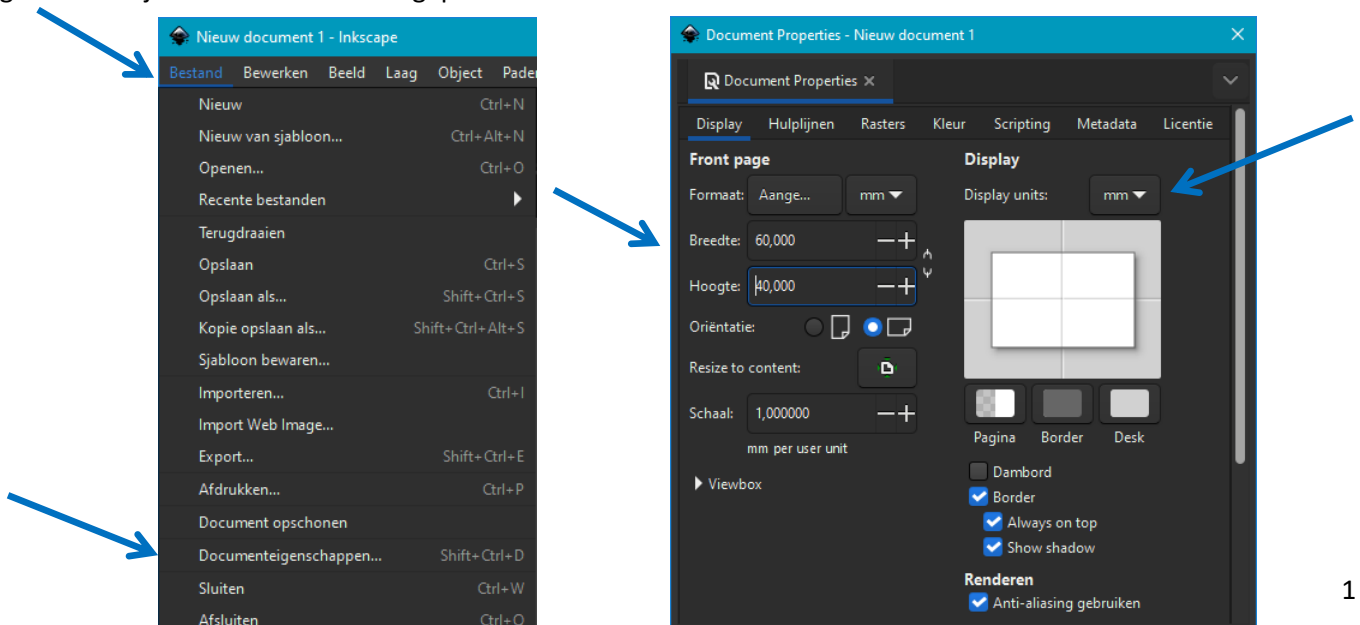 Nieuw document 1 - Inkscape
Bestand Bewerken Beeld Laag Object Pade
Nieuw Ctrl+N
Nieuw van sjabloon... Ctrl+Alt+N
Openen... Ctrl+O
Recente bestanden
Terugdraaien
Opslaan Ctrl+S
Opslaan als... Shift+Ctrl+S
Kopie opslaan als... Shift+Ctrl+Alt+S
Sjabloon bewaren...
Importeren... Ctrl+I
Import Web Image...
Export... Shift+Ctrl+E
Afdrukken... Ctrl+P
Document opschonen
Documenteigenschappen... Shift+Ctrl+D
Sluiten Ctrl+W
Afsluiten Ctrl+Q
Document Properties - Nieuw document 1
Document Properties
Display Hulplijnen Rasters Kleur Scripting Metadata Licentie
Front page
Formaat: Aange... mm
Breedte: 60,000
Hoogte: 40,000
Oriëntatie:
Resize to content:
Schaal: 1,000000
mm per user unit
Viewbox
Display
Display units: mm
Pagina Border Desk
Dambord
Border
Always on top
Show shadow
Renderen
Anti-aliasing gebruiken
1